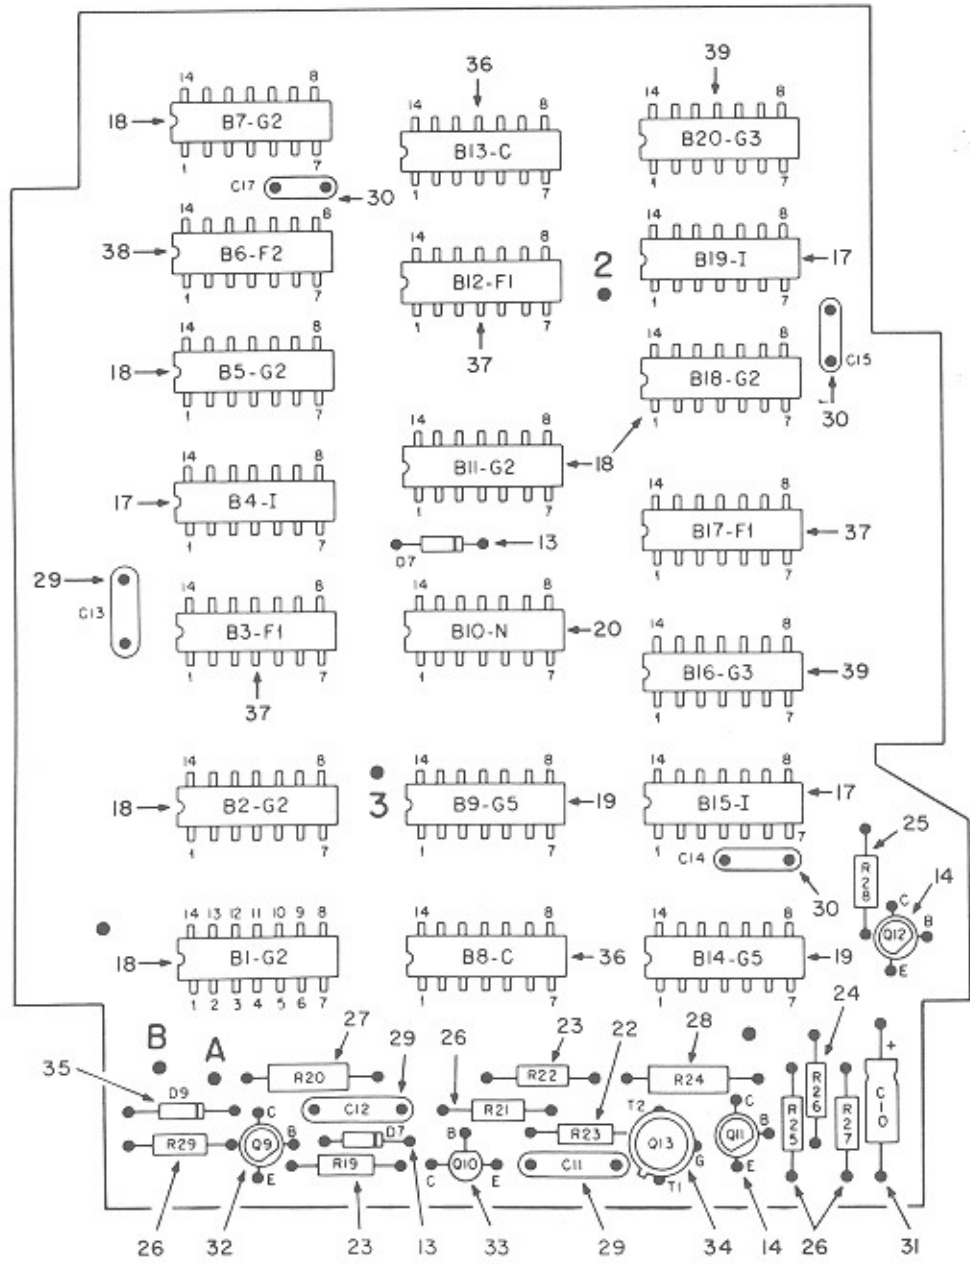 36
39
14 8
18 B7-G2
1 7
14 8
B13-C
1 7
14 8
B20-G3
1 7
C17
30
14 8
38 B6-F2
1 7
14 8
B12-F1
1 7
37
2
14 8
B19-I 17
1 7
14 8
18 B5-G2
1 7
14 8
B18-G2
1 7
C15
30
14 8
B11-G2 18
1 7
14 8
17 B4-I
1 7
D7
13
14 8
B17-F1 37
1 7
29
C13
14 8
B3-F1
1 7
37
14 8
B10-N 20
1 7
14 8
B16-G3 39
1 7
14 8
18 B2-G2
1 7
3
14 8
B9-G5 19
1 7
14 8
B15-I 17
1 7
C14
30
25
R28
14
C
Q12
B
E
14 13 12 11 10 9 8
18 B1-G2
1 2 3 4 5 6 7
14 8
B8-C 36
1 7
14 8
B14-G5 19
1 7
B
A
27
29
26
23
22
28
24
35
D9
R20
C12
R22
R24
R21
R23
T2
R29
C
Q9
B
E
D7
R19
B
Q10
C E
C11
Q13
G
T1
C
Q11
B
E
R25
R26
R27
+
C10
26 32 23 13 33 29 34 14 26 31